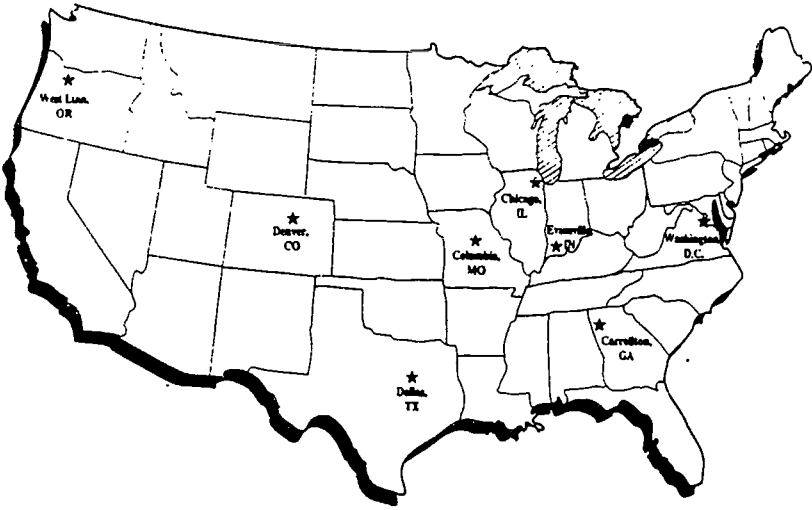 West Linn,
OR
Chicago,
IL
Denver,
CO
Evansville,
IN
Columbia,
MO
Washington,
D.C.
Carrollton,
GA
Dallas,
TX